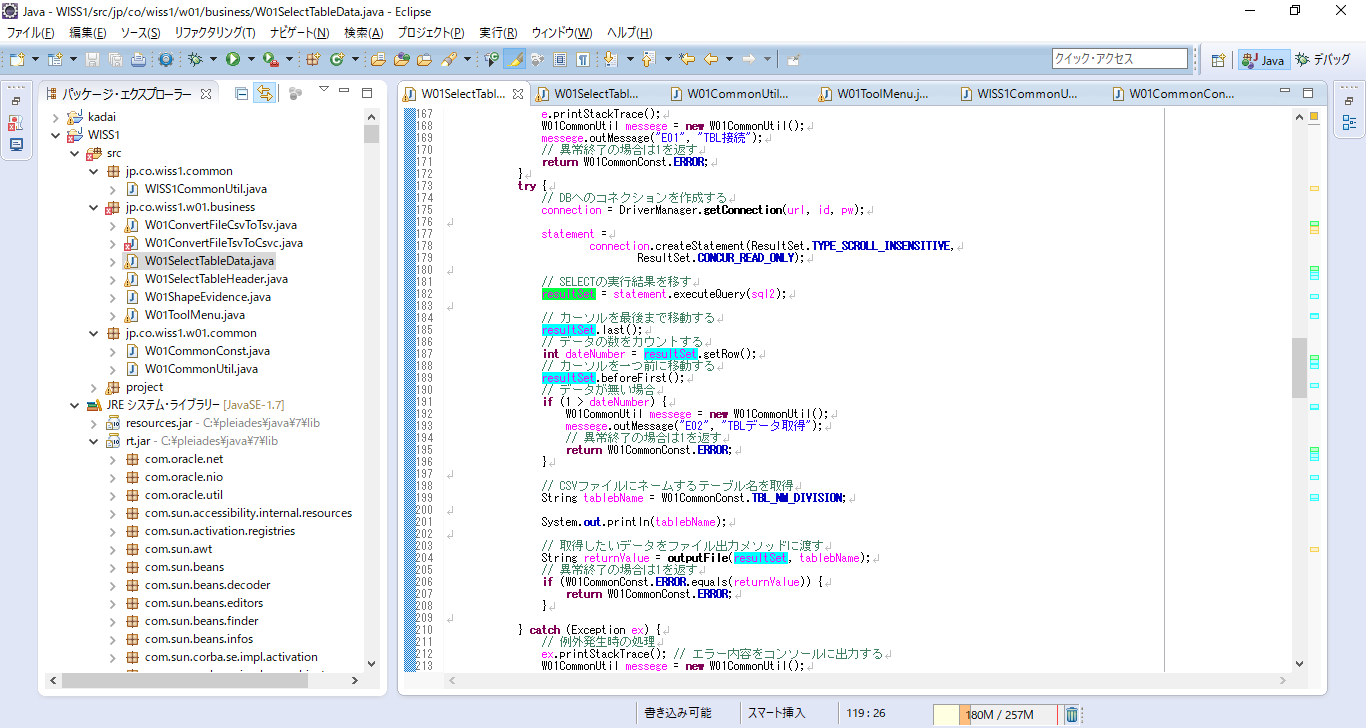 Java - WISS1/src/jp/co/wiss1/w01/business/W01SelectTableData.java - Eclipse
ファイル(F) 編集(E) ソース(S) リファクタリング(T) ナビゲート(N) 検索(A) プロジェクト(P) 実行(R) ウィンドウ(W) ヘルプ(H)
クイック・アクセス Java デバッグ
パッケージ・エクスプローラー
kadai
WISS1
src
jp.co.wiss1.common
WISS1CommonUtil.java
jp.co.wiss1.w01.business
W01ConvertFileCsvToTsv.java
W01ConvertFileTsvToCsvc.java
W01SelectTableData.java
W01SelectTableHeader.java
W01ShapeEvidence.java
W01ToolMenu.java
jp.co.wiss1.w01.common
W01CommonConst.java
W01CommonUtil.java
project
JRE システム・ライブラリー [JavaSE-1.7]
resources.jar - C:¥pleiades¥java¥7¥lib
rt.jar - C:¥pleiades¥java¥7¥lib
com.oracle.net
com.oracle.nio
com.oracle.util
com.sun.accessibility.internal.resources
com.sun.activation.registries
com.sun.awt
com.sun.beans
com.sun.beans.decoder
com.sun.beans.editors
com.sun.beans.finder
com.sun.beans.infos
com.sun.corba.se.impl.activation
W01SelectTabl... W01SelectTabl... W01CommonUtil... W01ToolMenu.j... WISS1CommonU... W01CommonCon...
167 e.printStackTrace();
168 W01CommonUtil messege = new W01CommonUtil();
169 messege.outMessage("E01", "TBL接続");
170 // 異常終了の場合は1を返す
171 return W01CommonConst.ERROR;
172 }
173 try {
174 // DBへのコネクションを作成する
175 connection = DriverManager.getConnection(url, id, pw);
176
177 statement =
178 connection.createStatement(ResultSet.TYPE_SCROLL_INSENSITIVE,
179 ResultSet.CONCUR_READ_ONLY);
180
181 // SELECTの実行結果を移す
182 resultSet = statement.executeQuery(sql2);
183
184 // カーソルを最後まで移動する
185 resultSet.last();
186 // データの数をカウントする
187 int dateNumber = resultSet.getRow();
188 // カーソルを一つ前に移動する
189 resultSet.beforeFirst();
190 // データが無い場合
191 if (1 > dateNumber) {
192 W01CommonUtil messege = new W01CommonUtil();
193 messege.outMessage("E02", "TBLデータ取得");
194 // 異常終了の場合は1を返す
195 return W01CommonConst.ERROR;
196 }
197
198 // CSVファイルにネームするテーブル名を取得
199 String tablebName = W01CommonConst.TBL_NM_DIVISION;
200
201 System.out.println(tablebName);
202
203 // 取得したいデータをファイル出力メソッドに渡す
204 String returnValue = outputFile(resultSet, tablebName);
205 // 異常終了の場合は1を返す
206 if (W01CommonConst.ERROR.equals(returnValue)) {
207 return W01CommonConst.ERROR;
208 }
209
210 } catch (Exception ex) {
211 // 例外発生時の処理
212 ex.printStackTrace(); // エラー内容をコンソールに出力する
213 W01CommonUtil messege = new W01CommonUtil();
書き込み可能 スマート挿入 119 : 26 180M / 257M